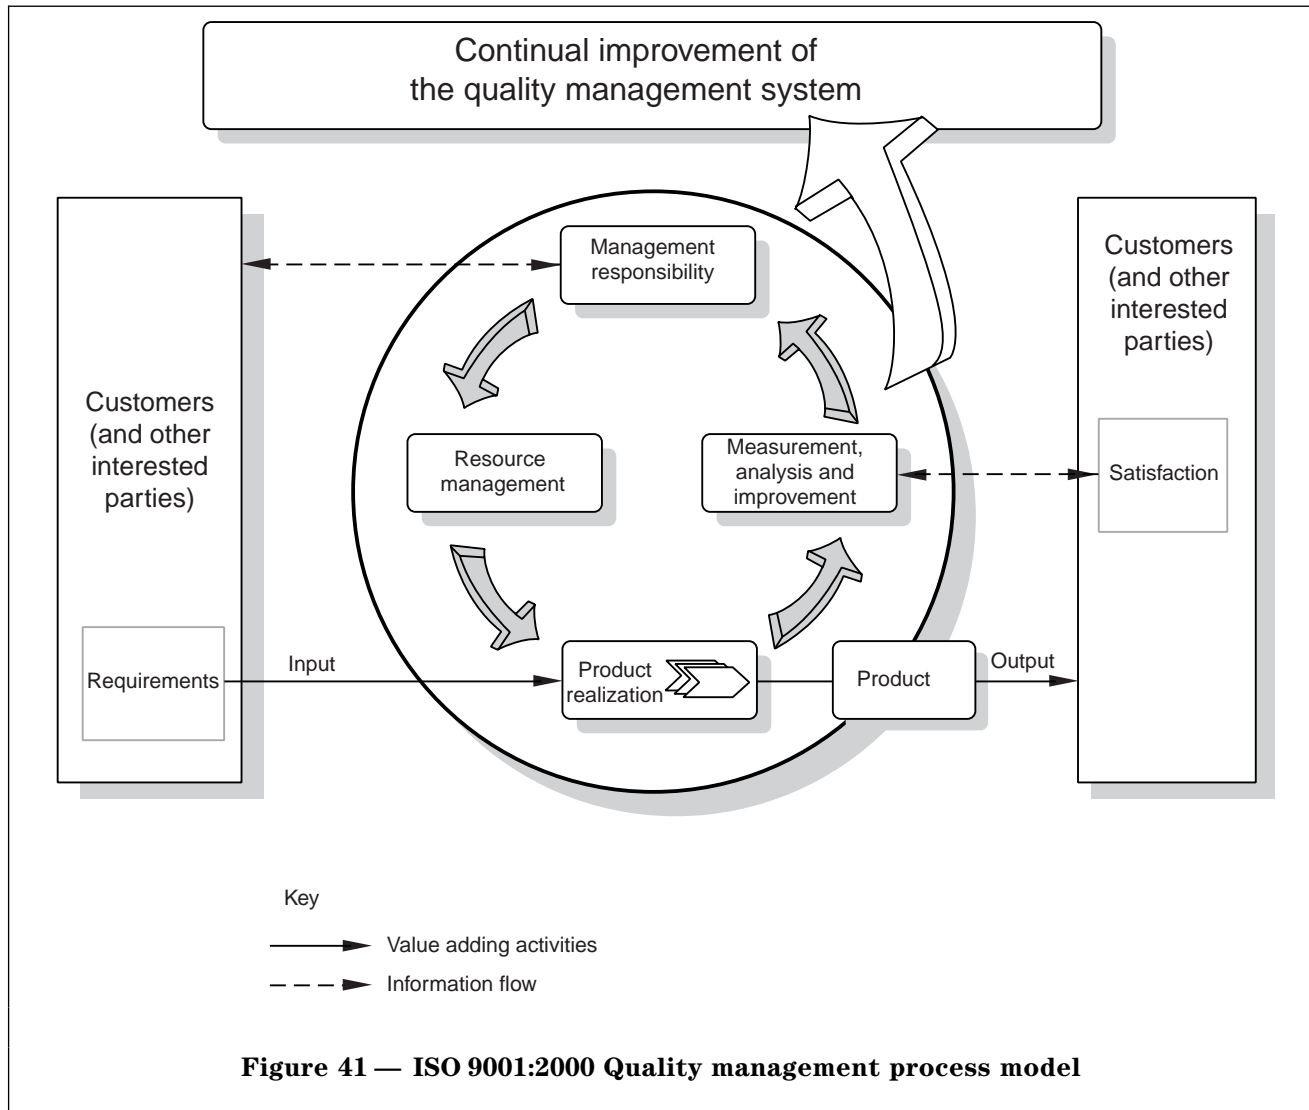 Continual improvement of
the quality management system
Customers
(and other
interested
parties)
Requirements
Input
Management
responsibility
Resource
management
Measurement,
analysis and
improvement
Product
realization
Product
Output
Customers
(and other
interested
parties)
Satisfaction
Key
Value adding activities
Information flow
Figure 41 — ISO 9001:2000 Quality management process model